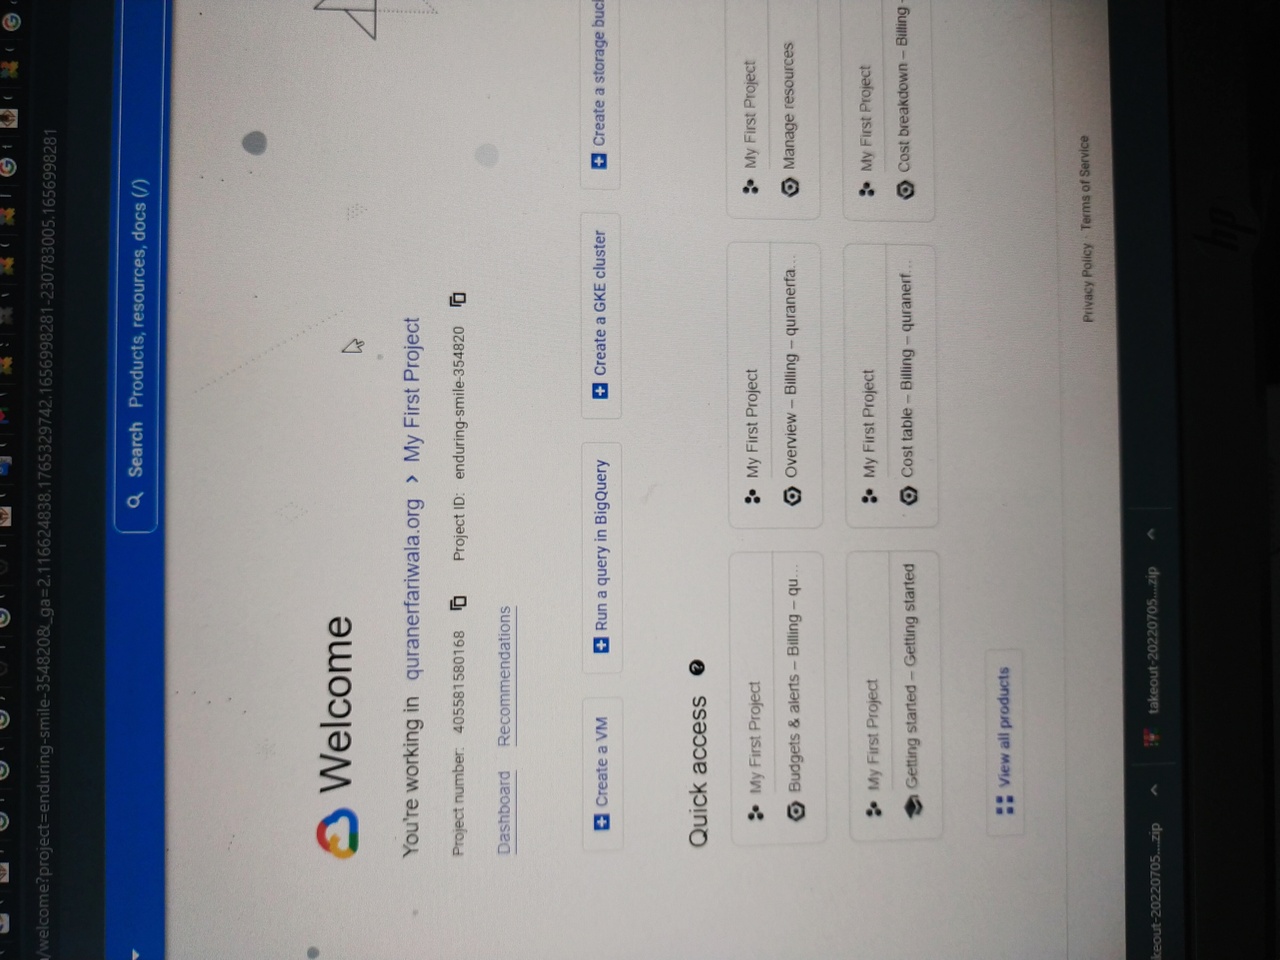 /welcome?project=enduring-smile-354820&_ga=2.116624838.1765329742.1656998281-230783005.1656998281
Search Products, resources, docs (/)
Welcome
You're working in quranerfariwala.org > My First Project
Project number: 405581580168 Project ID: enduring-smile-354820
Dashboard Recommendations
Create a VM Run a query in BigQuery Create a GKE cluster Create a storage buc
Quick access
My First Project My First Project My First Project
Budgets & alerts – Billing – qu... Overview – Billing – quranerfa... Manage resources
My First Project My First Project My First Project
Getting started – Getting started Cost table – Billing – quranerf... Cost breakdown – Billing -
View all products
Privacy Policy · Terms of Service
keout-20220705....zip takeout-20220705....zip
hp